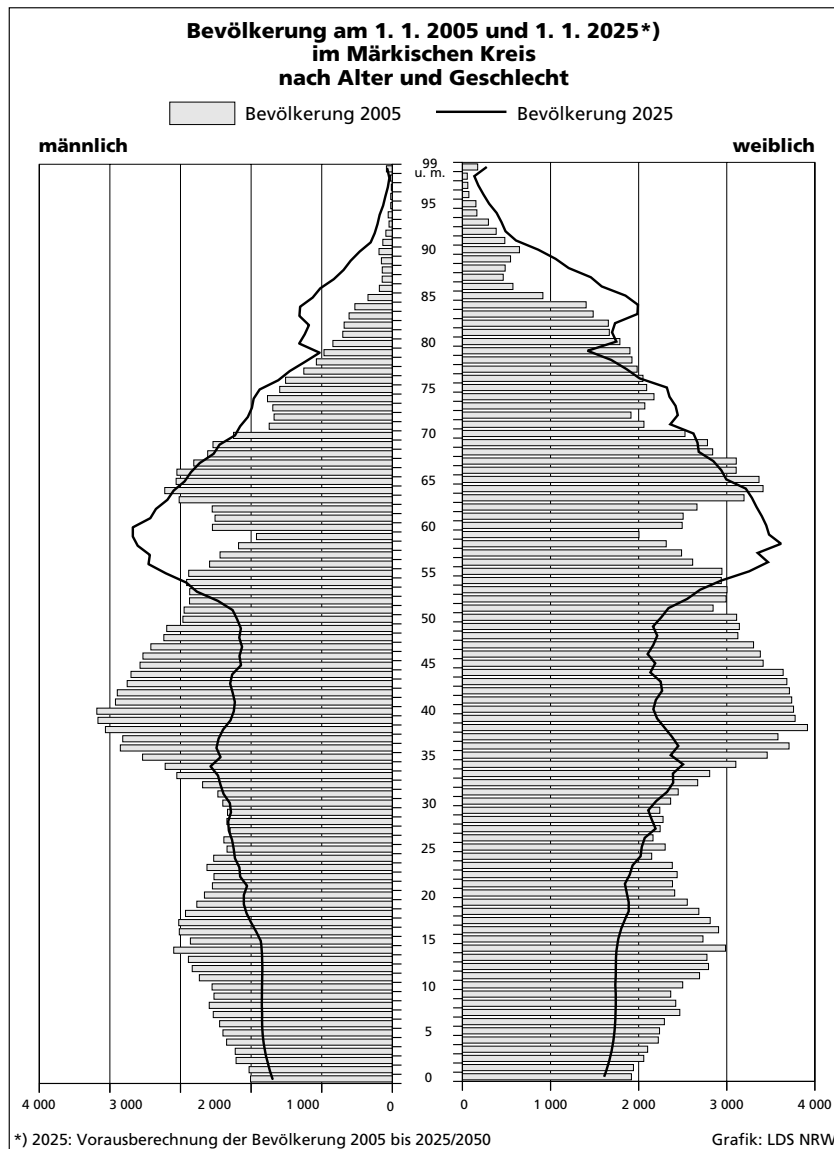 Bevölkerung am 1. 1. 2005 und 1. 1. 2025*)
im Märkischen Kreis
nach Alter und Geschlecht
Bevölkerung 2005 Bevölkerung 2025
männlich weiblich
99
u. m.
95
90
85
80
75
70
65
60
55
50
45
40
35
30
25
20
15
10
5
0
4 000 3 000 2 000 1 000 0 0 1 000 2 000 3 000 4 000
*) 2025: Vorausberechnung der Bevölkerung 2005 bis 2025/2050 Grafik: LDS NRW